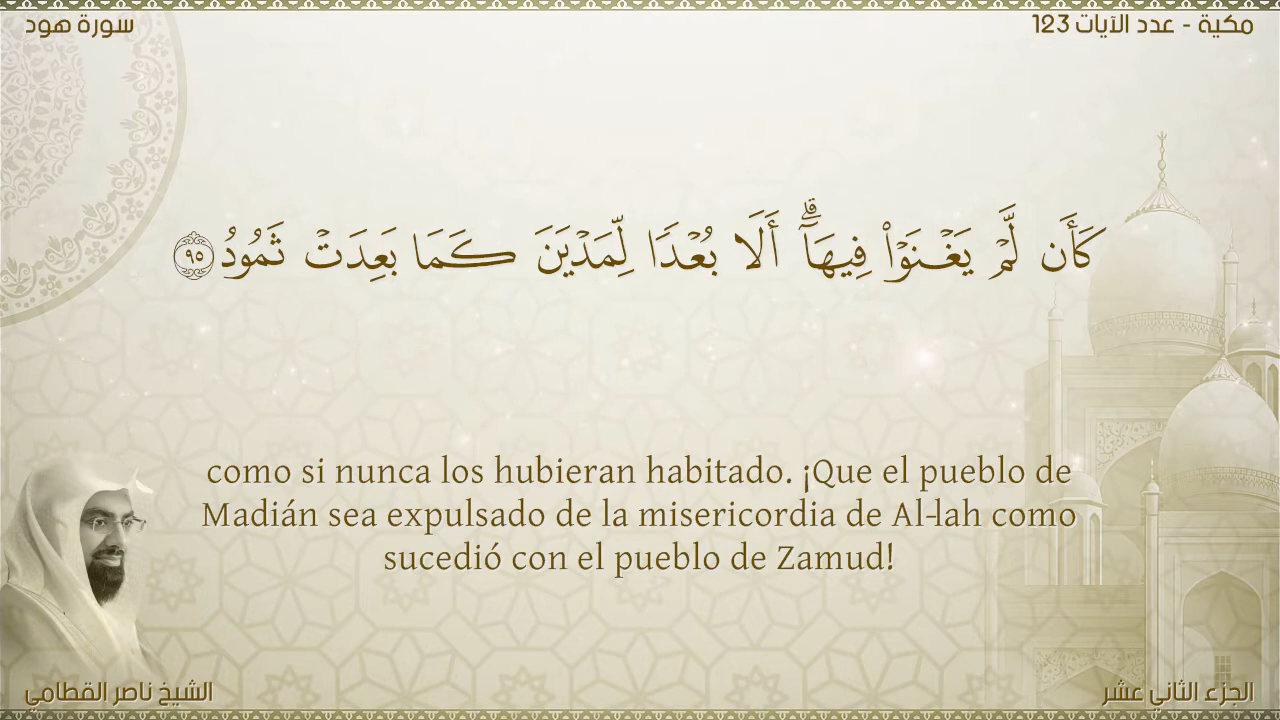 سورة هود
مكية - عدد الآيات 123
كَأَن لَّمْ يَغْنَوْا۟ فِيهَآ ۗ أَلَا بُعْدًا لِّمَدْيَنَ كَمَا بَعِدَتْ ثَمُودُ ٩٥
como si nunca los hubieran habitado. ¡Que el pueblo de
Madián sea expulsado de la misericordia de Al-lah como
sucedió con el pueblo de Zamud!
الشيخ ناصر القطامي
الجزء الثاني عشر